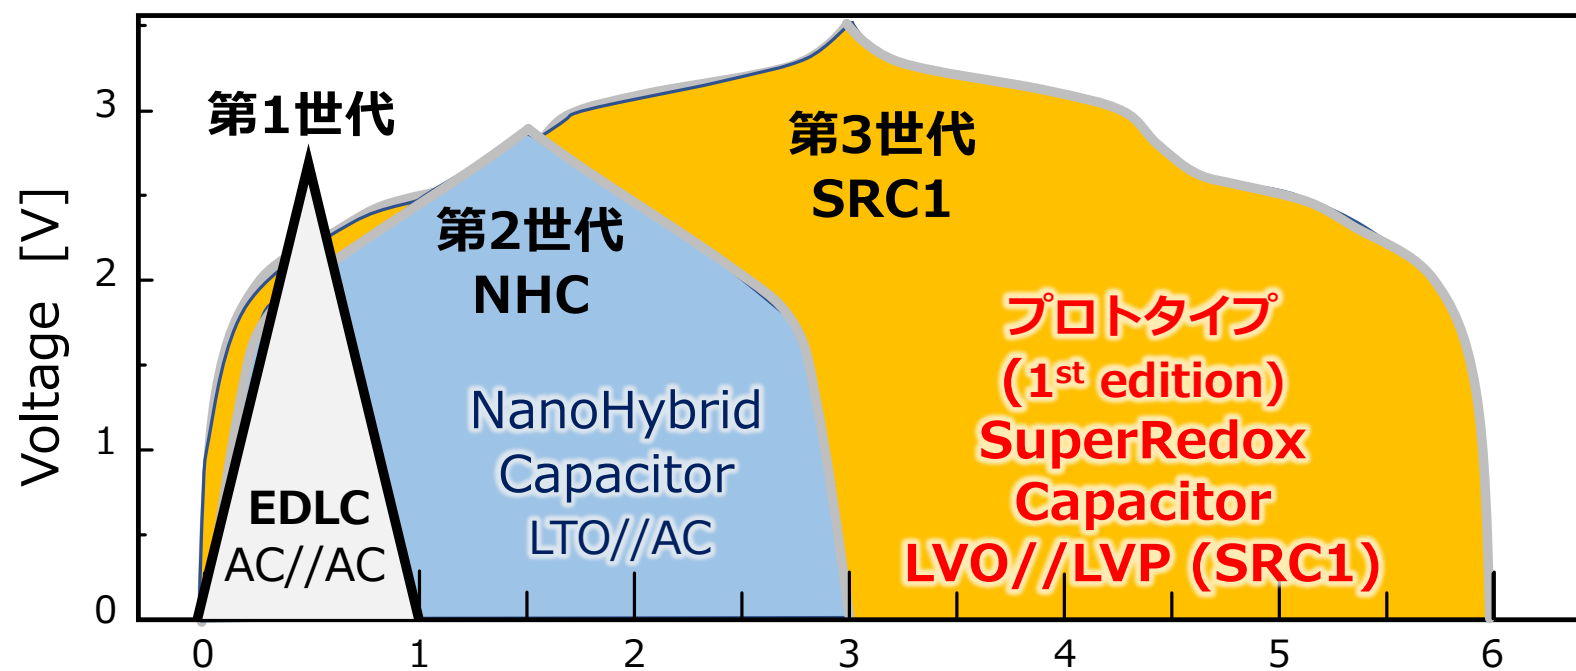 Voltage [V]
3
2
1
0
第1世代
EDLC
AC//AC
第2世代
NHC
NanoHybrid
Capacitor
LTO//AC
第3世代
SRC1
プロトタイプ
(1st edition)
SuperRedox
Capacitor
LVO//LVP (SRC1)
0 1 2 3 4 5 6